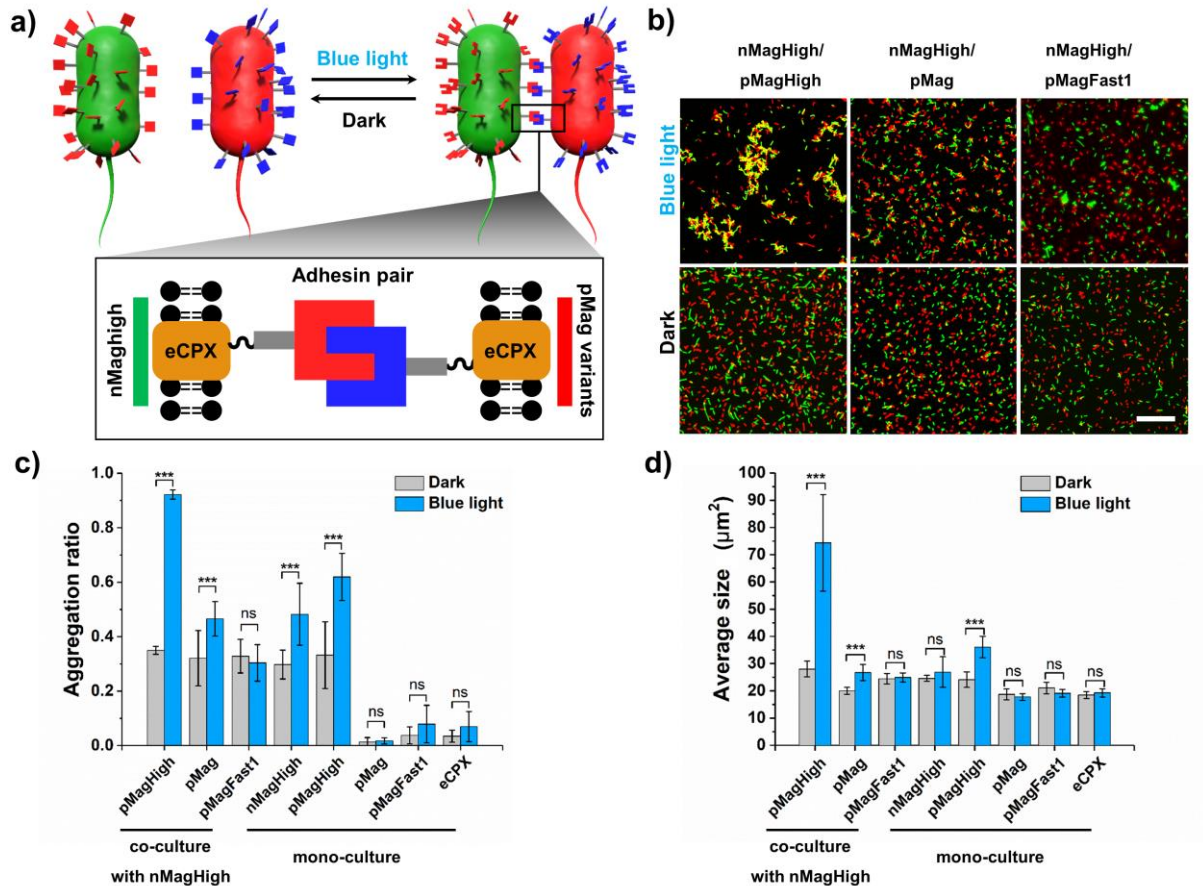 a)
Blue light
Dark
Adhesin pair
nMaghigh
eCPX
eCPX
pMag variants
b)
nMagHigh/
pMagHigh
nMagHigh/
pMag
nMagHigh/
pMagFast1
Blue light
Dark
c)
Aggregation ratio
1.0
0.8
0.6
0.4
0.2
0.0
Dark
Blue light
***
***
ns
***
***
ns
ns
ns
pMagHigh
pMag
pMagFast1
nMagHigh
pMagHigh
pMag
pMagFast1
eCPX
co-culture
with nMagHigh
mono-culture
d)
Average size (μm²)
100
90
80
70
60
50
40
30
20
10
0
Dark
Blue light
***
***
ns
ns
***
ns
ns
ns
pMagHigh
pMag
pMagFast1
nMagHigh
pMagHigh
pMag
pMagFast1
eCPX
co-culture
with nMagHigh
mono-culture